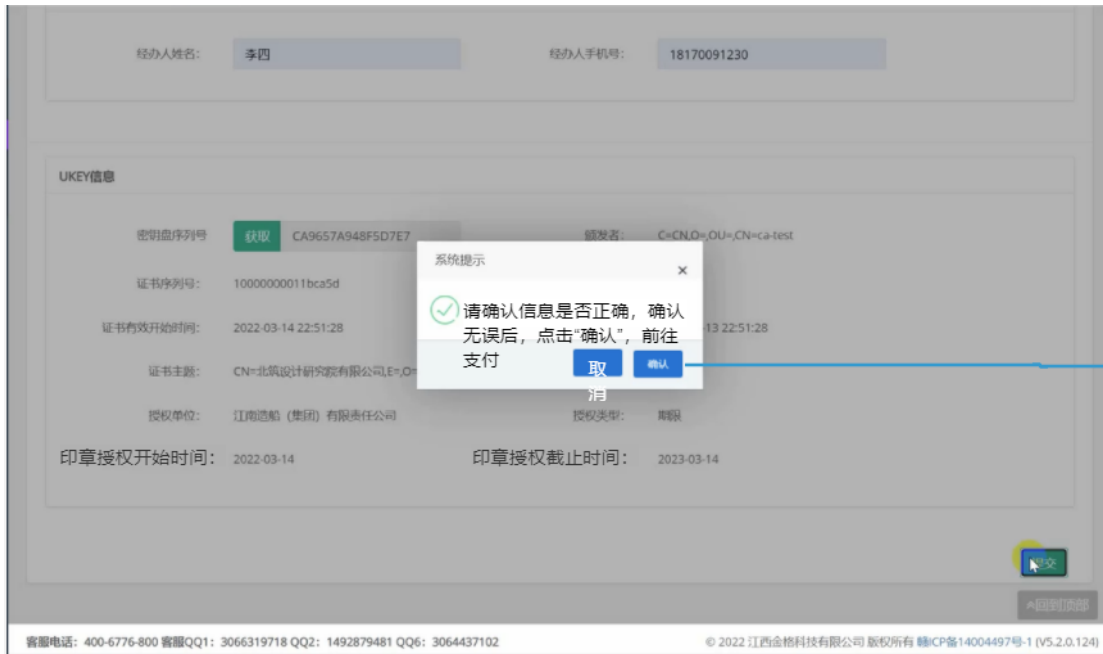 经办人姓名： 李四 经办人手机号： 18170091230
UKEY信息
密钥盘序列号 获取 CA9657A948F5D7E7 颁发者： C=CN,O=,OU=,CN=ca-test
系统提示 ×
证书序列号： 10000000011bca5d
请确认信息是否正确，确认
无误后，点击“确认”，前往
支付
取消 确认
证书有效开始时间： 2022-03-14 22:51:28 -13 22:51:28
证书主题： CN=北筑设计研究院有限公司,E=,O=
授权单位： 江南造船（集团）有限责任公司 授权类型： 期限
印章授权开始时间： 2022-03-14 印章授权截止时间： 2023-03-14
提交
回到顶部
客服电话：400-6776-800 客服QQ1：3066319718 QQ2：1492879481 QQ6：3064437102 © 2022 江西金格科技有限公司 版权所有 赣ICP备14004497号-1 (V5.2.0.124)